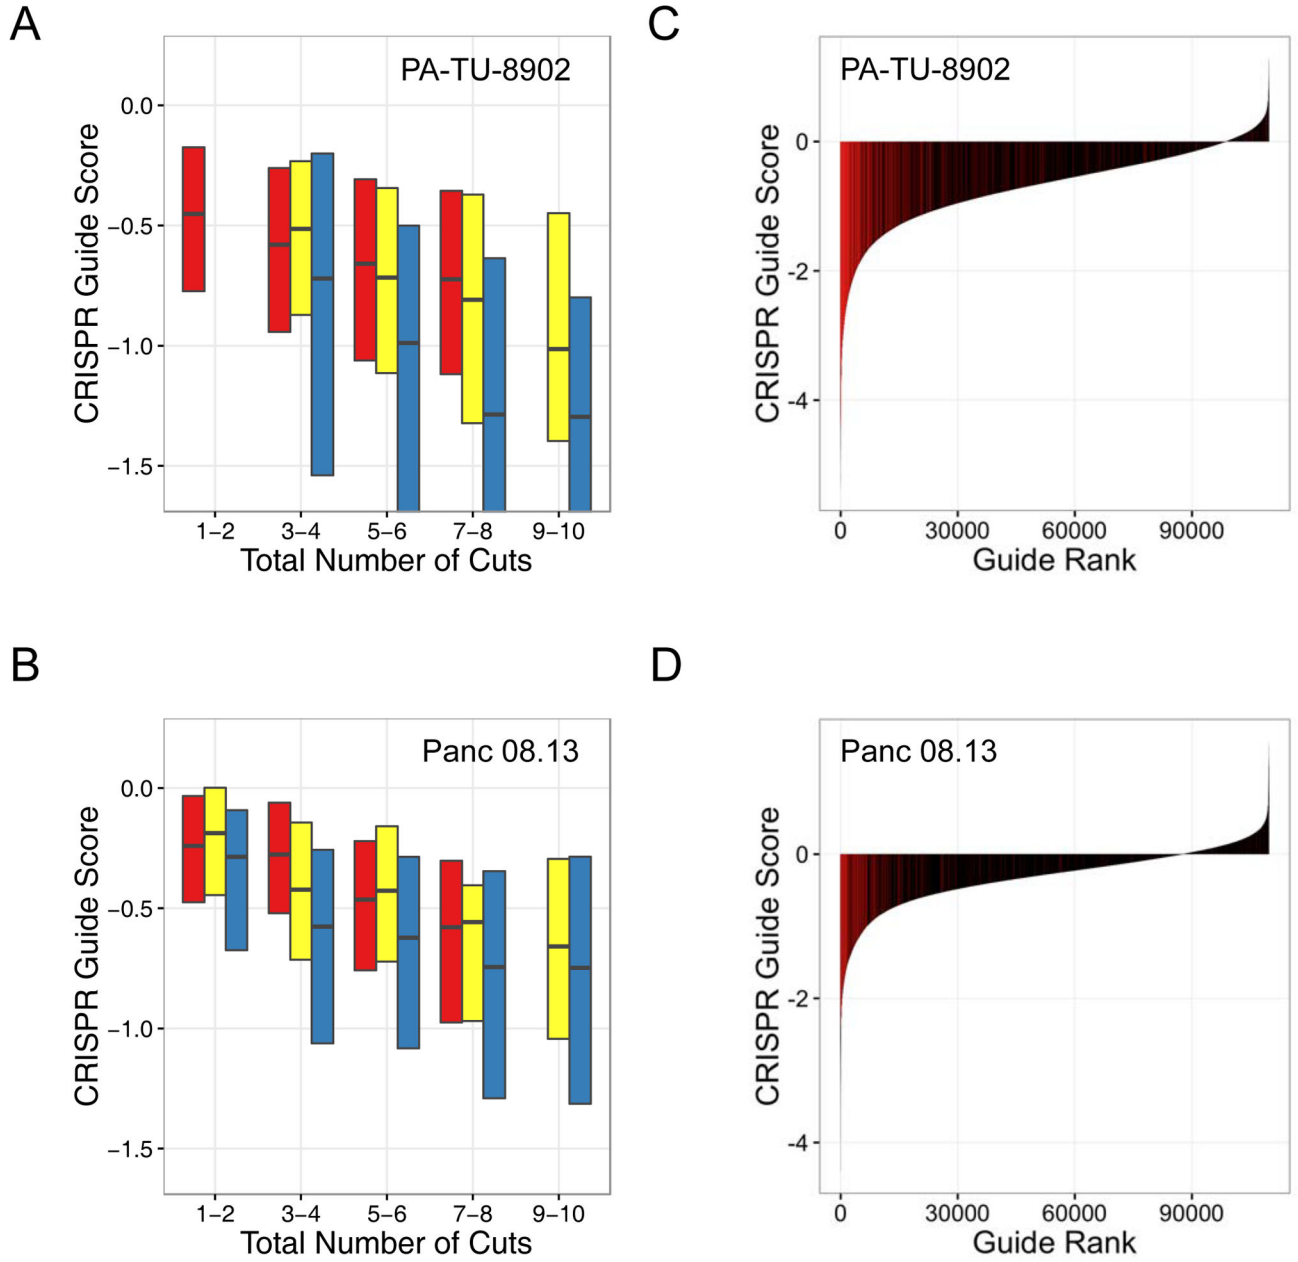 A
PA-TU-8902
CRISPR Guide Score
0.0
−0.5
−1.0
−1.5
1−2
3−4
5−6
7−8
9−10
Total Number of Cuts
C
PA-TU-8902
CRISPR Guide Score
0
-2
-4
0
30000
60000
90000
Guide Rank
B
Panc 08.13
CRISPR Guide Score
0.0
−0.5
−1.0
−1.5
1−2
3−4
5−6
7−8
9−10
Total Number of Cuts
D
Panc 08.13
CRISPR Guide Score
0
-2
-4
0
30000
60000
90000
Guide Rank